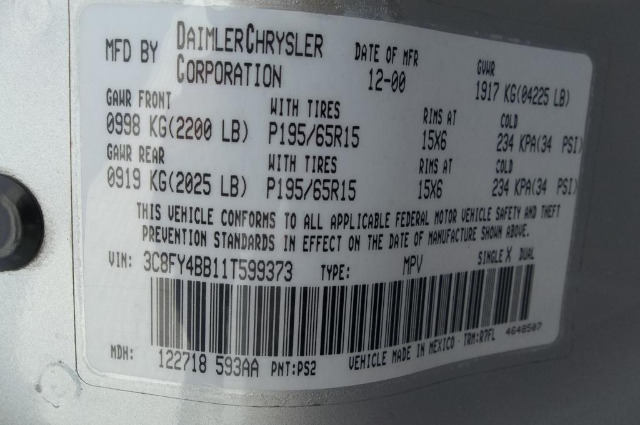 MFD BY DAIMLERCHRYSLER CORPORATION DATE OF MFR 12-00 GVWR 1917 KG(04225 LB)
GAWR FRONT WITH TIRES RIMS AT COLD
0998 KG(2200 LB) P195/65R15 15X6 234 KPA(34 PSI)
GAWR REAR WITH TIRES RIMS AT COLD
0919 KG(2025 LB) P195/65R15 15X6 234 KPA(34 PSI)
THIS VEHICLE CONFORMS TO ALL APPLICABLE FEDERAL MOTOR VEHICLE SAFETY AND THEFT
PREVENTION STANDARDS IN EFFECT ON THE DATE OF MANUFACTURE SHOWN ABOVE.
VIN: 3C8FY4BB11T599373 TYPE: MPV SINGLE X DUAL
MDH: 122718 593AA PNT:PS2 VEHICLE MADE IN MEXICO - TRM:R7FL 4648507